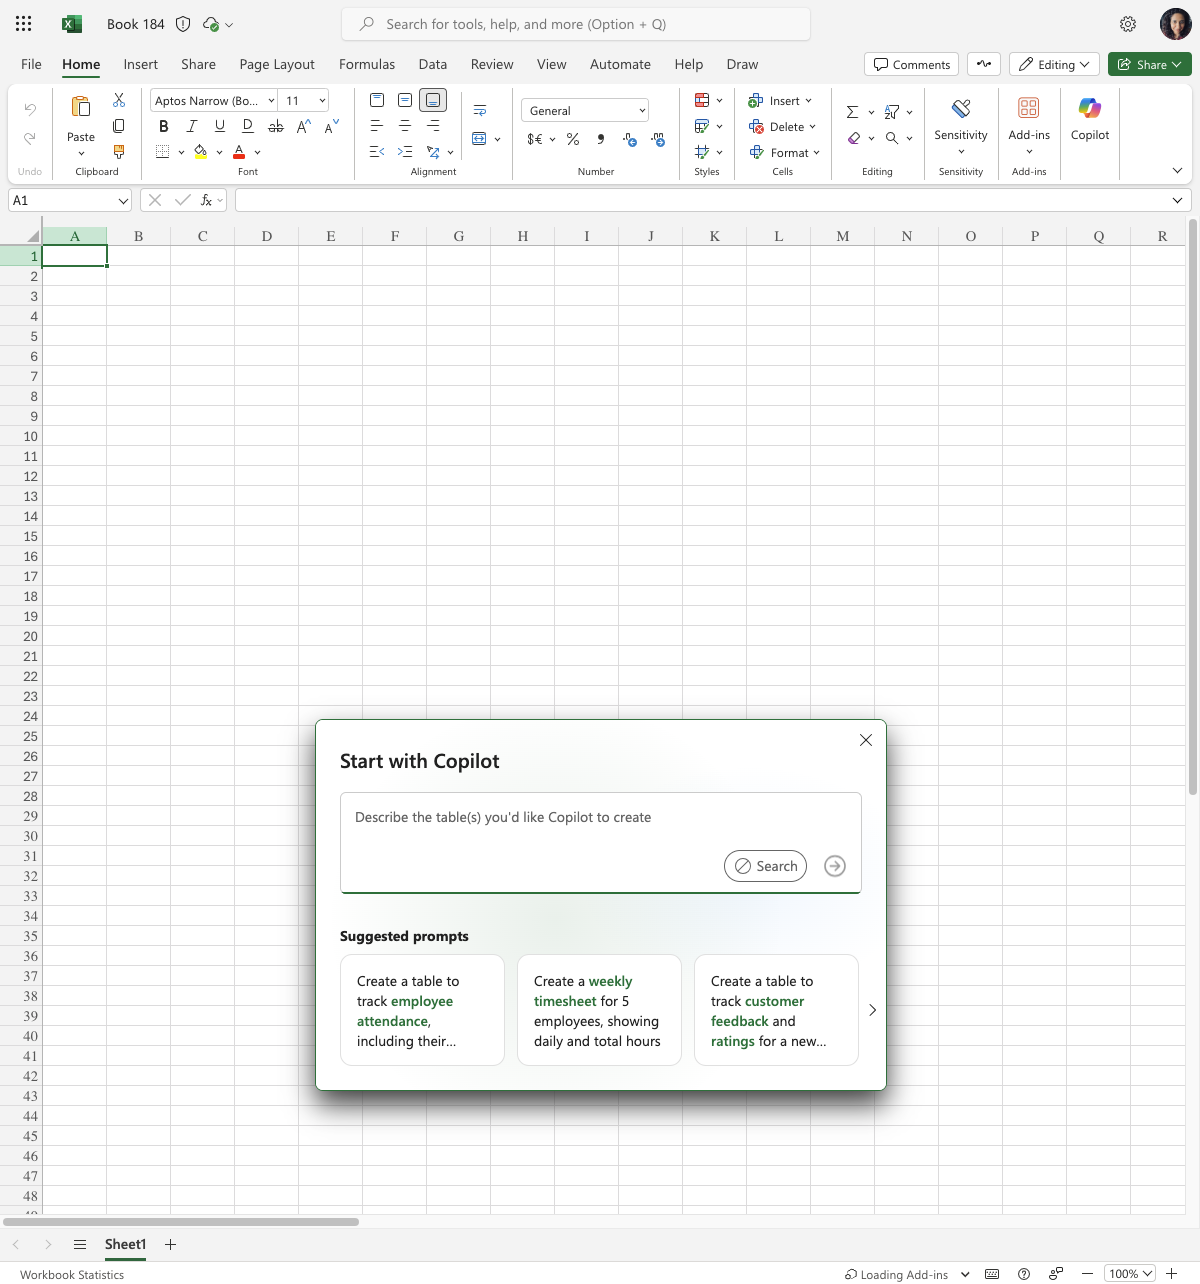 Book 184
Search for tools, help, and more (Option + Q)
File Home Insert Share Page Layout Formulas Data Review View Automate Help Draw
Comments Editing Share
Aptos Narrow (Bo... 11
General
Insert
Paste
B I U D ab A A
$€ % 9
Delete
Sensitivity Add-ins Copilot
Format
Undo Clipboard Font Alignment Number Styles Cells Editing Sensitivity Add-ins
A1
fx
A B C D E F G H I J K L M N O P Q R
1
2
3
4
5
6
7
8
9
10
11
12
13
14
15
16
17
18
19
20
21
22
23
24
25
26
27
28
29
30
31
32
33
34
35
36
37
38
39
40
41
42
43
44
45
46
47
48
49
Start with Copilot
Describe the table(s) you'd like Copilot to create
Search
Suggested prompts
Create a table to
track employee
attendance,
including their...
Create a weekly
timesheet for 5
employees, showing
daily and total hours
Create a table to
track customer
feedback and
ratings for a new...
Sheet1
Workbook Statistics
Loading Add-ins
100%